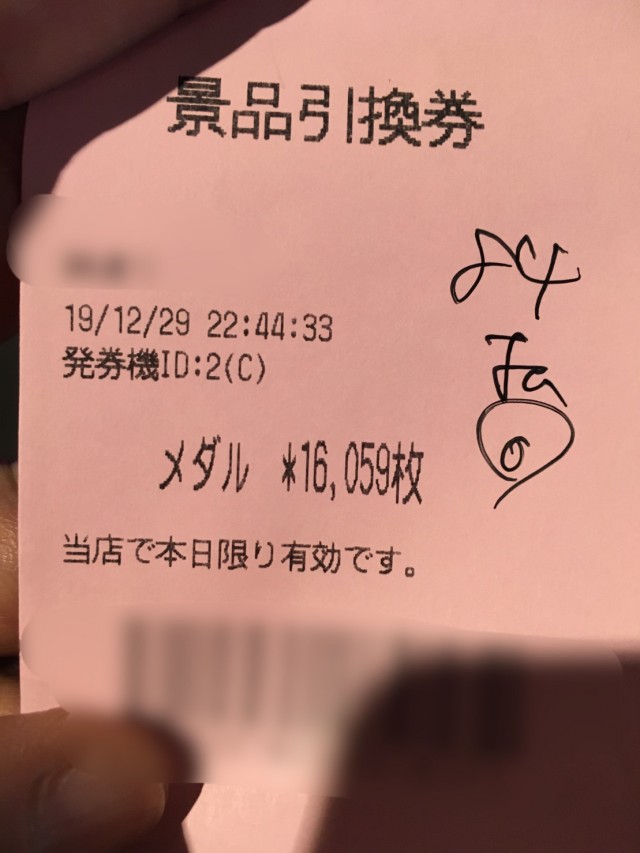 景品引換券
19/12/29 22:44:33
発券機ID:2(C)
メダル *16,059枚
当店で本日限り有効です。